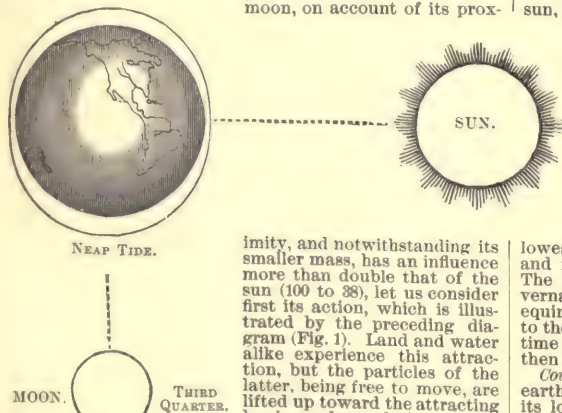 moon, on account of its prox-
sun,
SUN.
NEAP TIDE.
imity, and notwithstanding its
smaller mass, has an influence
more than double that of the
sun (100 to 38), let us consider
first its action, which is illus-
trated by the preceding dia-
gram (Fig. 1). Land and water
alike experience this attrac-
tion, but the particles of the
latter, being free to move, are
lifted up toward the attracting
lower
and
The
verna
equin
to the
time
then
Cor
earth
its lo
MOON.
THIRD
QUARTER.